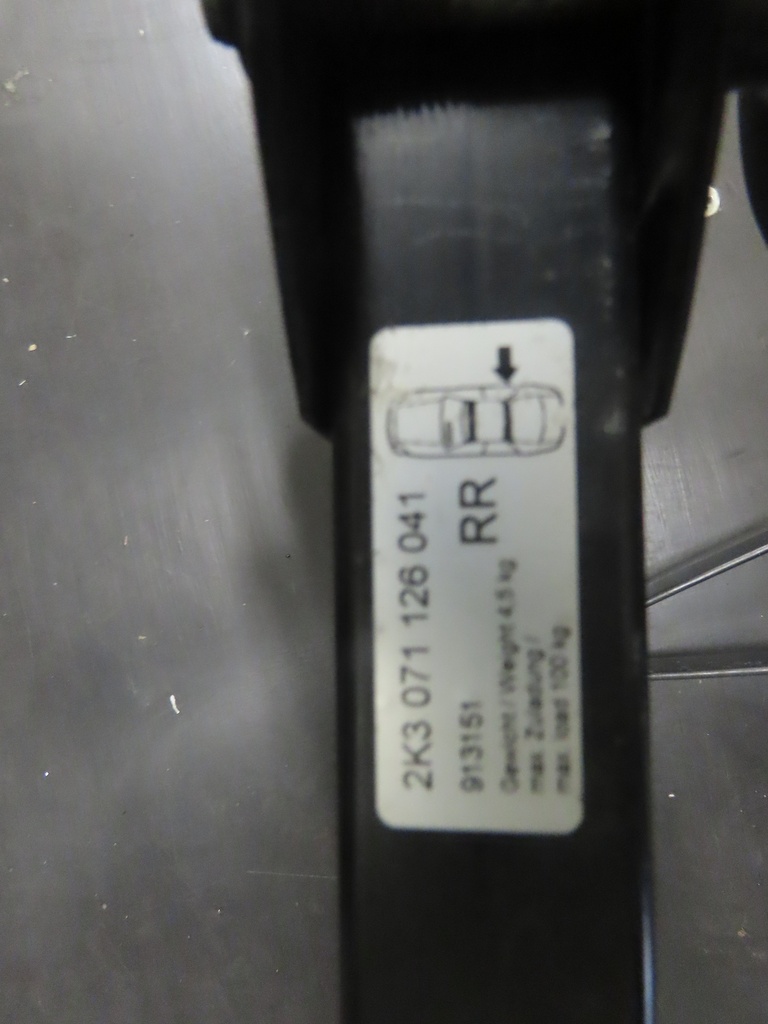 2K3 071 126 041
RR
913151
Gewicht / Weight 4,5 kg
max. Zuladung /
max. load 100 kg